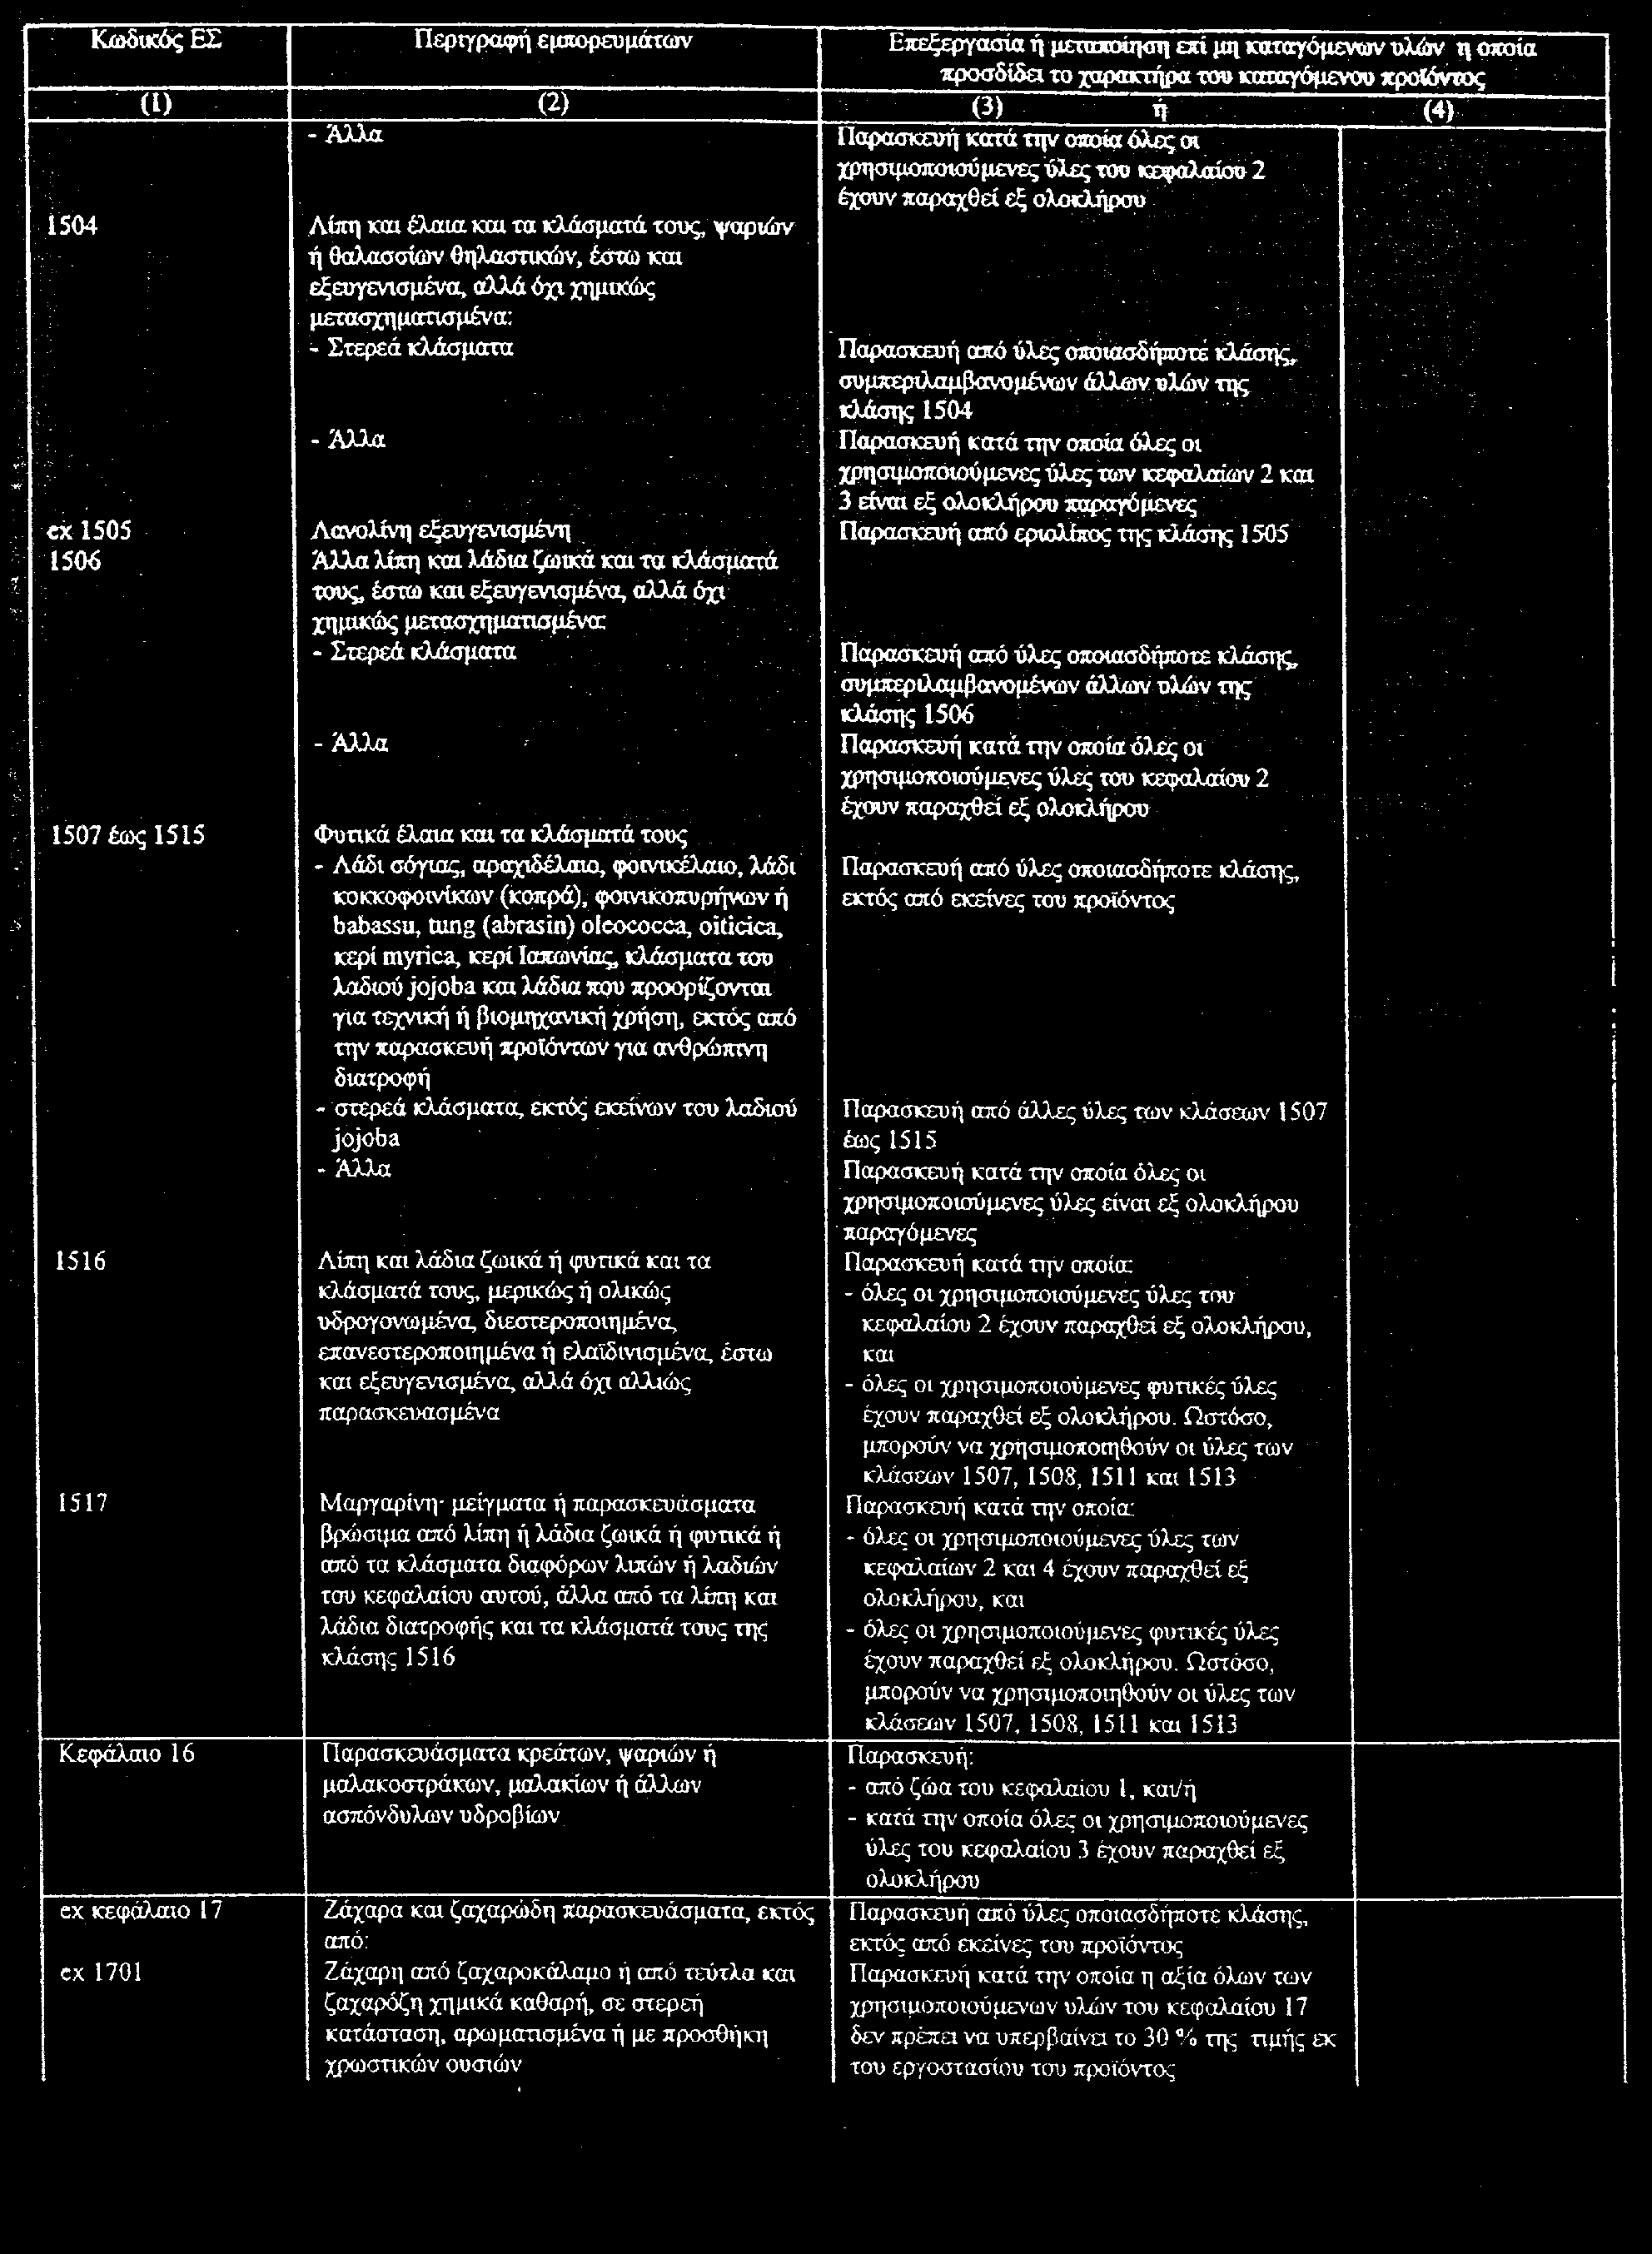 Κωδικός ΕΣ
Περιγραφή εμπορευμάτων
Επεξεργασία ή μεταποίηση επί μη καταγόμενων υλών η οποία
προσδίδει το χαρακτήρα του καταγόμενου προϊόντος
(1)
(2)
(3) ή (4)
- Άλλα
Παρασκευή κατά την οποία όλες οι
χρησιμοποιούμενες ύλες του κεφαλαίου 2
έχουν παραχθεί εξ ολοκλήρου
1504
Λίπη και έλαια και τα κλάσματά τους, ψαριών
ή θαλασσίων θηλαστικών, έστω και
εξευγενισμένα, αλλά όχι χημικώς
μετασχηματισμένα:
- Στερεά κλάσματα
Παρασκευή από ύλες οποιασδήποτε κλάσης,
συμπεριλαμβανομένων άλλων υλών της
κλάσης 1504
- Άλλα
Παρασκευή κατά την οποία όλες οι
χρησιμοποιούμενες ύλες των κεφαλαίων 2 και
3 είναι εξ ολοκλήρου παραγόμενες
ex 1505
Λανολίνη εξευγενισμένη
Παρασκευή από εριολίπος της κλάσης 1505
1506
Άλλα λίπη και λάδια ζωικά και τα κλάσματά
τους, έστω και εξευγενισμένα, αλλά όχι
χημικώς μετασχηματισμένα:
- Στερεά κλάσματα
Παρασκευή από ύλες οποιασδήποτε κλάσης,
συμπεριλαμβανομένων άλλων υλών της
κλάσης 1506
- Άλλα
Παρασκευή κατά την οποία όλες οι
χρησιμοποιούμενες ύλες του κεφαλαίου 2
έχουν παραχθεί εξ ολοκλήρου
1507 έως 1515
Φυτικά έλαια και τα κλάσματά τους
- Λάδι σόγιας, αραχιδέλαιο, φοινικέλαιο, λάδι
κοκκοφοινίκων (κοπρά), φοινικοπυρήνων ή
babassu, tung (abrasin) oleococca, oiticica,
κερί myrica, κερί Ιαπωνίας, κλάσματα του
λαδιού jojoba και λάδια που προορίζονται
για τεχνική ή βιομηχανική χρήση, εκτός από
την παρασκευή προϊόντων για ανθρώπινη
διατροφή
Παρασκευή από ύλες οποιασδήποτε κλάσης,
εκτός από εκείνες του προϊόντος
- στερεά κλάσματα, εκτός εκείνων του λαδιού
jojoba
Παρασκευή από άλλες ύλες των κλάσεων 1507
έως 1515
- Άλλα
Παρασκευή κατά την οποία όλες οι
χρησιμοποιούμενες ύλες είναι εξ ολοκλήρου
παραγόμενες
1516
Λίπη και λάδια ζωικά ή φυτικά και τα
κλάσματά τους, μερικώς ή ολικώς
υδρογονωμένα, διεστεροποιημένα,
επανεστεροποιημένα ή ελαϊδινισμένα, έστω
και εξευγενισμένα, αλλά όχι αλλιώς
παρασκευασμένα
Παρασκευή κατά την οποία:
- όλες οι χρησιμοποιούμενες ύλες του
κεφαλαίου 2 έχουν παραχθεί εξ ολοκλήρου,
και
- όλες οι χρησιμοποιούμενες φυτικές ύλες
έχουν παραχθεί εξ ολοκλήρου. Ωστόσο,
μπορούν να χρησιμοποιηθούν οι ύλες των
κλάσεων 1507, 1508, 1511 και 1513
1517
Μαργαρίνη· μείγματα ή παρασκευάσματα
βρώσιμα από λίπη ή λάδια ζωικά ή φυτικά ή
από τα κλάσματα διαφόρων λιπών ή λαδιών
του κεφαλαίου αυτού, άλλα από τα λίπη και
λάδια διατροφής και τα κλάσματά τους της
κλάσης 1516
Παρασκευή κατά την οποία:
- όλες οι χρησιμοποιούμενες ύλες των
κεφαλαίων 2 και 4 έχουν παραχθεί εξ
ολοκλήρου, και
- όλες οι χρησιμοποιούμενες φυτικές ύλες
έχουν παραχθεί εξ ολοκλήρου. Ωστόσο,
μπορούν να χρησιμοποιηθούν οι ύλες των
κλάσεων 1507, 1508, 1511 και 1513
Κεφάλαιο 16
Παρασκευάσματα κρεάτων, ψαριών ή
μαλακοστράκων, μαλακίων ή άλλων
ασπόνδυλων υδροβίων
Παρασκευή:
- από ζώα του κεφαλαίου 1, και/ή
- κατά την οποία όλες οι χρησιμοποιούμενες
ύλες του κεφαλαίου 3 έχουν παραχθεί εξ
ολοκλήρου
ex κεφάλαιο 17
Ζάχαρα και ζαχαρώδη παρασκευάσματα, εκτός
από:
Παρασκευή από ύλες οποιασδήποτε κλάσης,
εκτός από εκείνες του προϊόντος
ex 1701
Ζάχαρη από ζαχαροκάλαμο ή από τεύτλα και
ζαχαρόζη χημικά καθαρή, σε στερεή
κατάσταση, αρωματισμένα ή με προσθήκη
χρωστικών ουσιών
Παρασκευή κατά την οποία η αξία όλων των
χρησιμοποιούμενων υλών του κεφαλαίου 17
δεν πρέπει να υπερβαίνει το 30 % της τιμής εκ
του εργοστασίου του προϊόντος